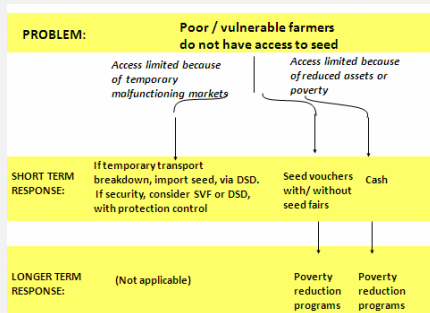 PROBLEM:
Poor / vulnerable farmers
do not have access to seed
Access limited because
of temporary
malfunctioning markets
Access limited because
of reduced assets or
poverty
SHORT TERM
RESPONSE:
If temporary transport
breakdown, import seed, via DSD.
If security, consider SVF or DSD,
with protection control
Seed vouchers
with/ without
seed fairs
Cash
LONGER TERM
RESPONSE:
(Not applicable)
Poverty
reduction
programs
Poverty
reduction
programs